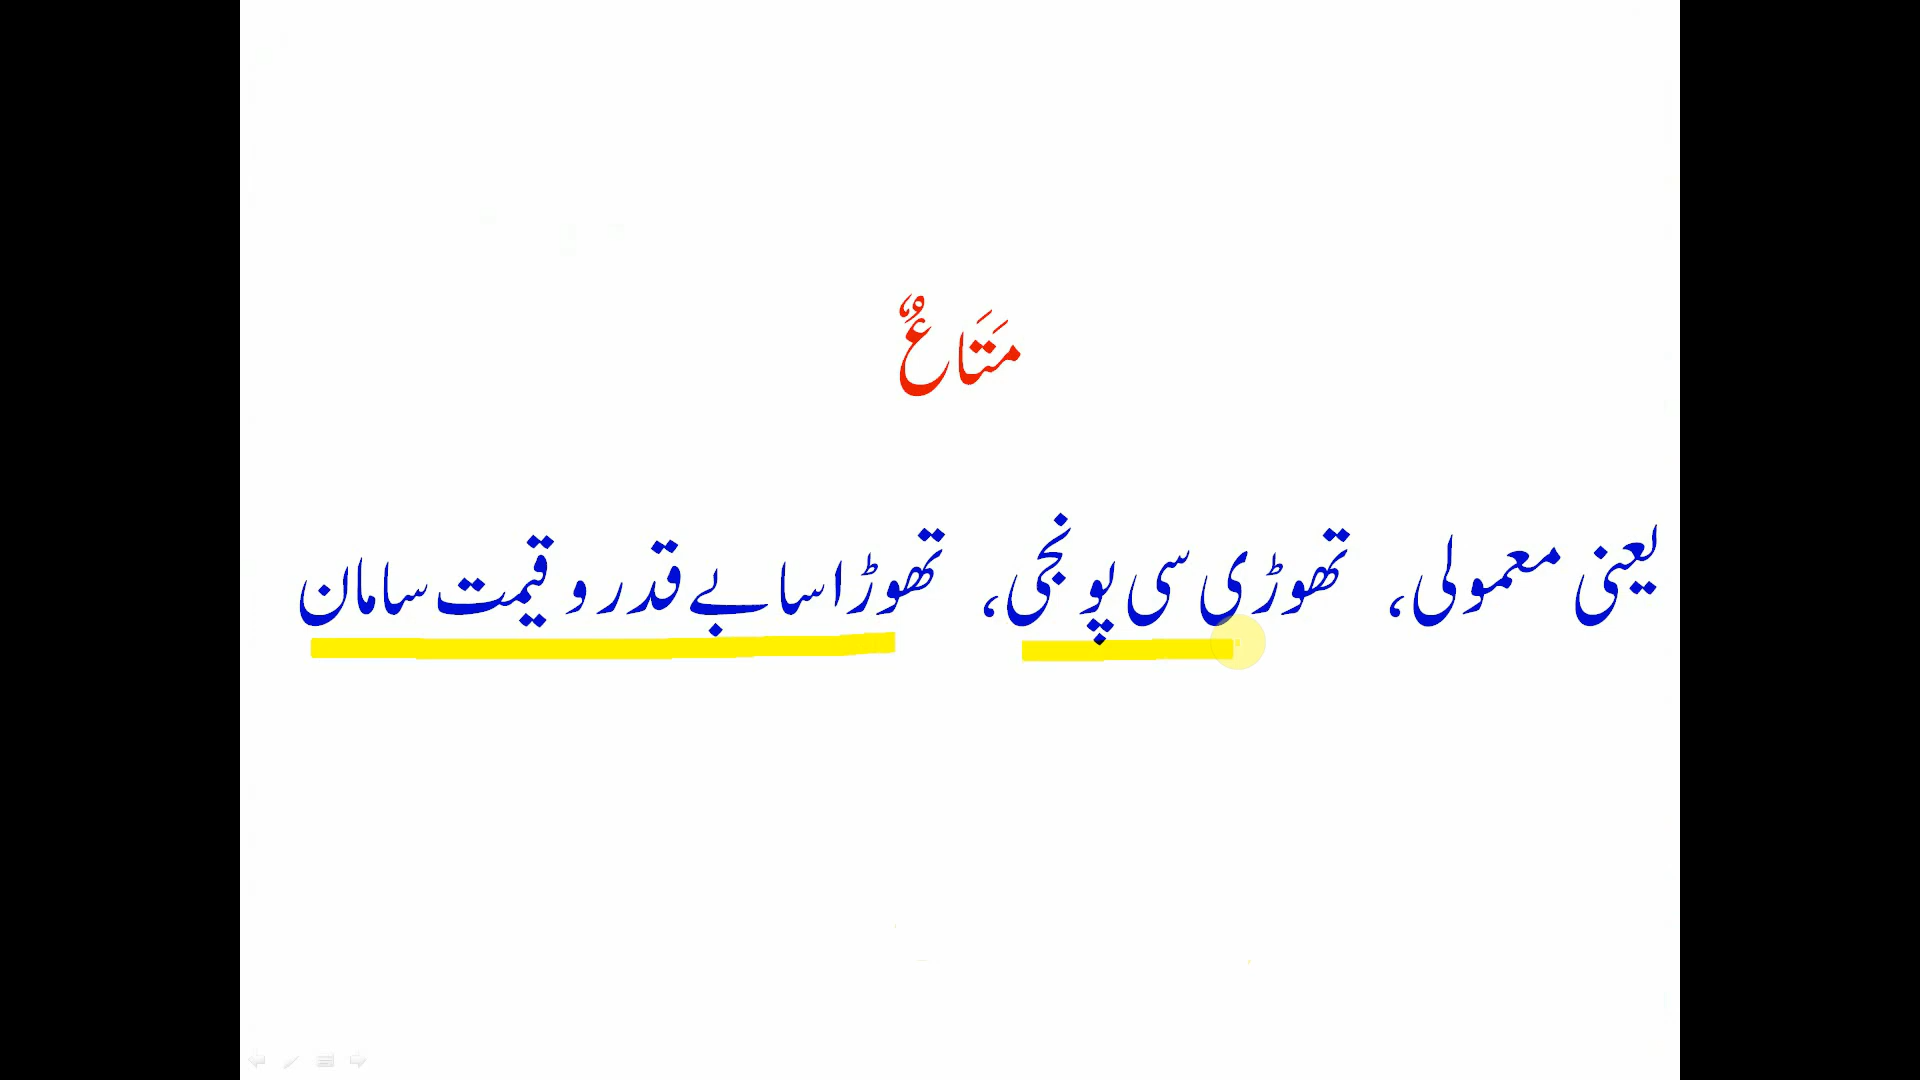 مَتَاعٌ
یعنی معمولی، تھوڑی سی پونجی، تھوڑا سا بے قدر و قیمت سامان